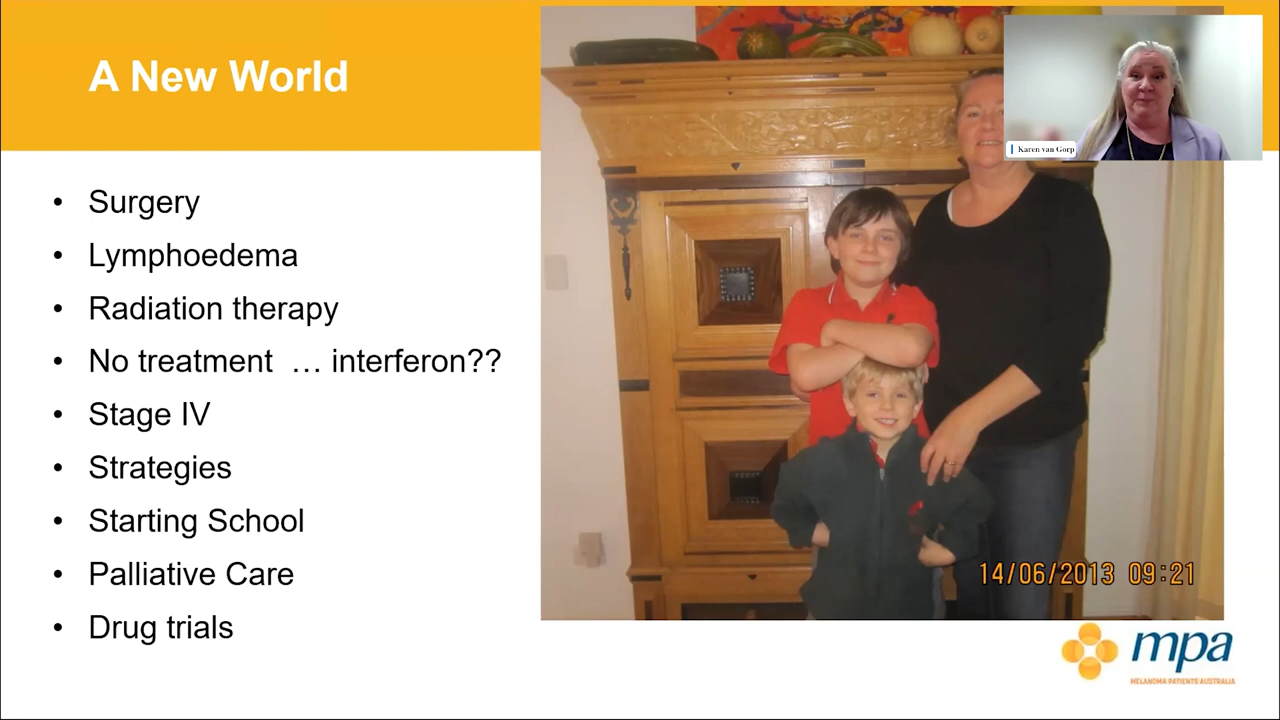 A New World
Karen van Gorp
• Surgery
• Lymphoedema
• Radiation therapy
• No treatment … interferon??
• Stage IV
• Strategies
• Starting School
• Palliative Care
• Drug trials
14/06/2013 09:21
mpa
MELANOMA PATIENTS AUSTRALIA